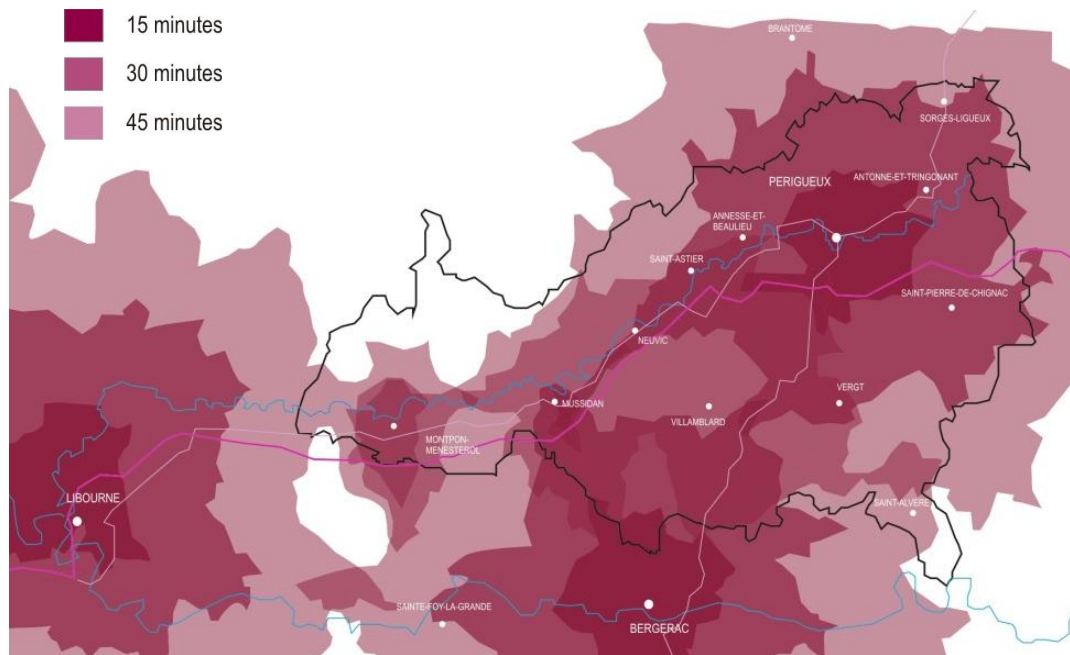 15 minutes
30 minutes
45 minutes
BRANTOME
SORGES-LIGUEUX
PERIGUEUX
ANTONNE-ET-TRINGONANT
ANNESSE-ET-
BEAULIEU
SAINT-ASTIER
SAINT-PIERRE-DE-CHIGNAC
NEUVIC
VERGT
MUSSIDAN
VILLAMBLARD
MONTPON-
MENESTEROL
LIBOURNE
SAINT-ALVERE
SAINTE-FOY-LA-GRANDE
BERGERAC